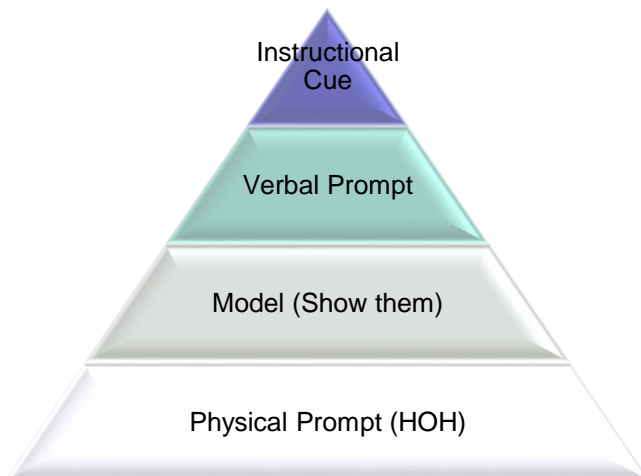 Instructional
Cue
Verbal Prompt
Model (Show them)
Physical Prompt (HOH)